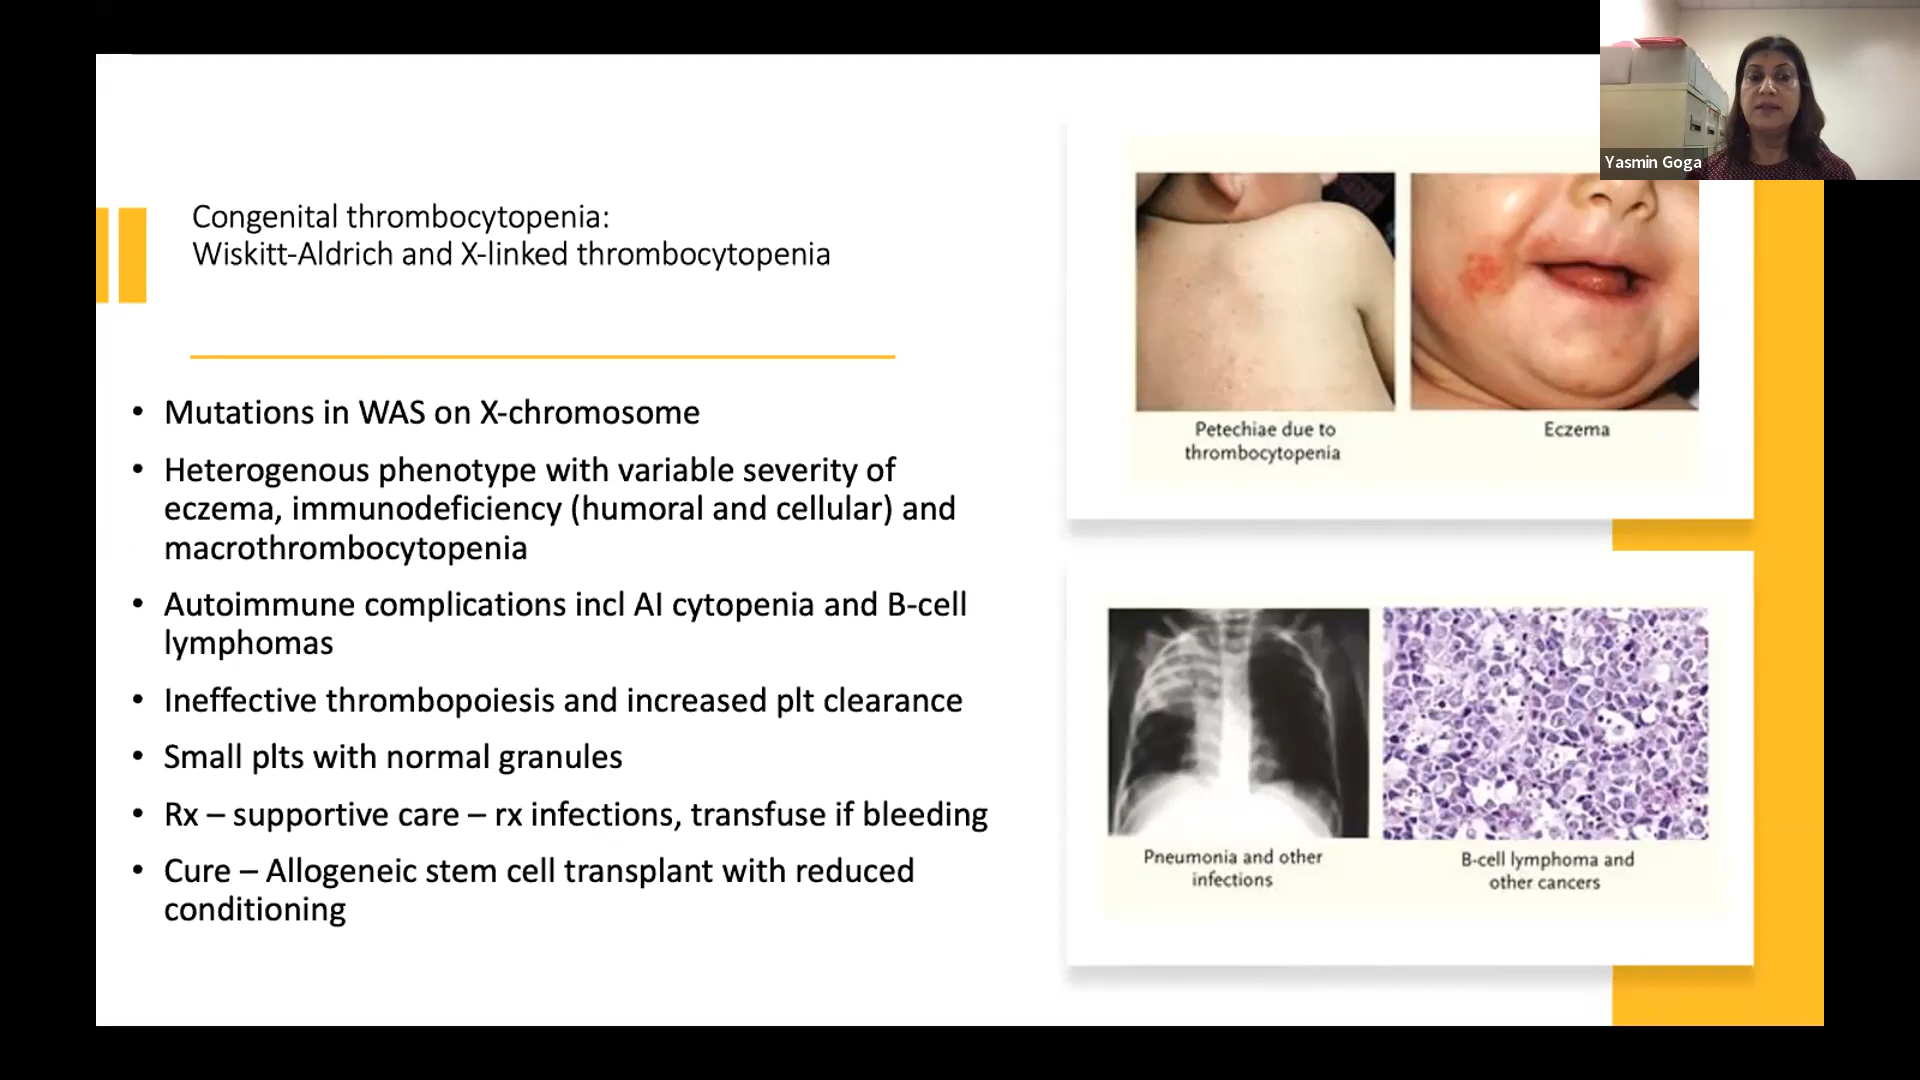 Yasmin Goga
Congenital thrombocytopenia:
Wiskitt-Aldrich and X-linked thrombocytopenia
• Mutations in WAS on X-chromosome
• Heterogenous phenotype with variable severity of
eczema, immunodeficiency (humoral and cellular) and
macrothrombocytopenia
• Autoimmune complications incl AI cytopenia and B-cell
lymphomas
• Ineffective thrombopoiesis and increased plt clearance
• Small plts with normal granules
• Rx – supportive care – rx infections, transfuse if bleeding
• Cure – Allogeneic stem cell transplant with reduced
conditioning
Petechiae due to
thrombocytopenia
Eczema
Pneumonia and other
infections
B-cell lymphoma and
other cancers